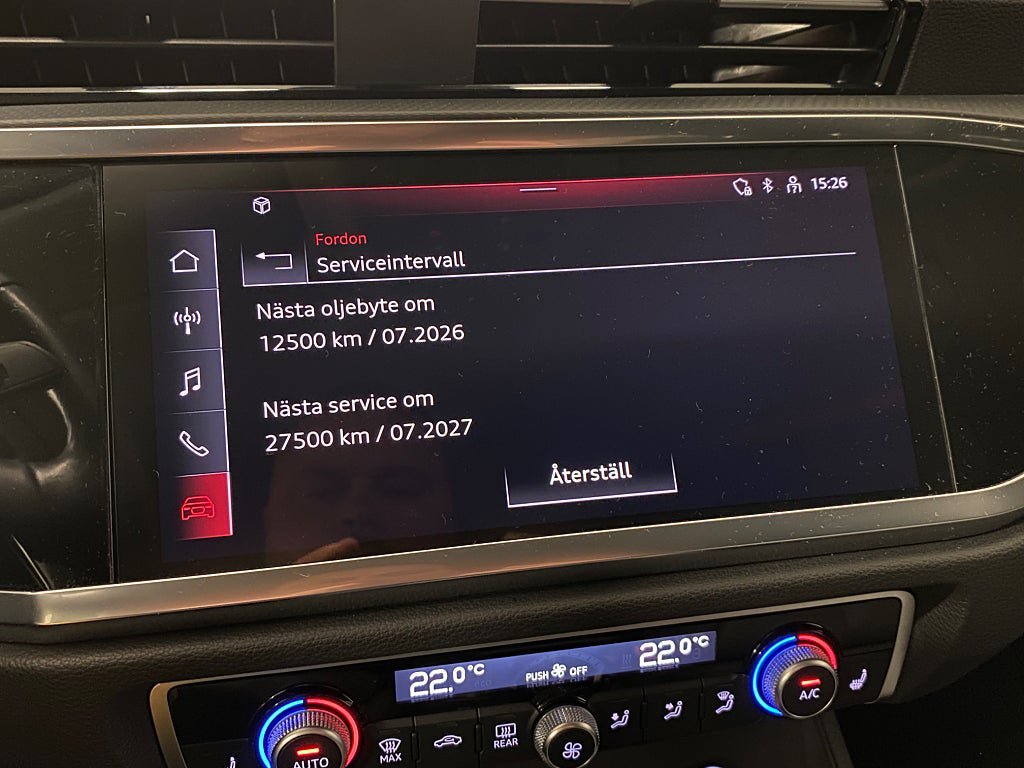 15:26
Fordon
Serviceintervall
Nästa oljebyte om
12500 km / 07.2026
Nästa service om
27500 km / 07.2027
Återställ
22.0°C PUSH OFF 22.0°C
AUTO
MAX
REAR
A/C